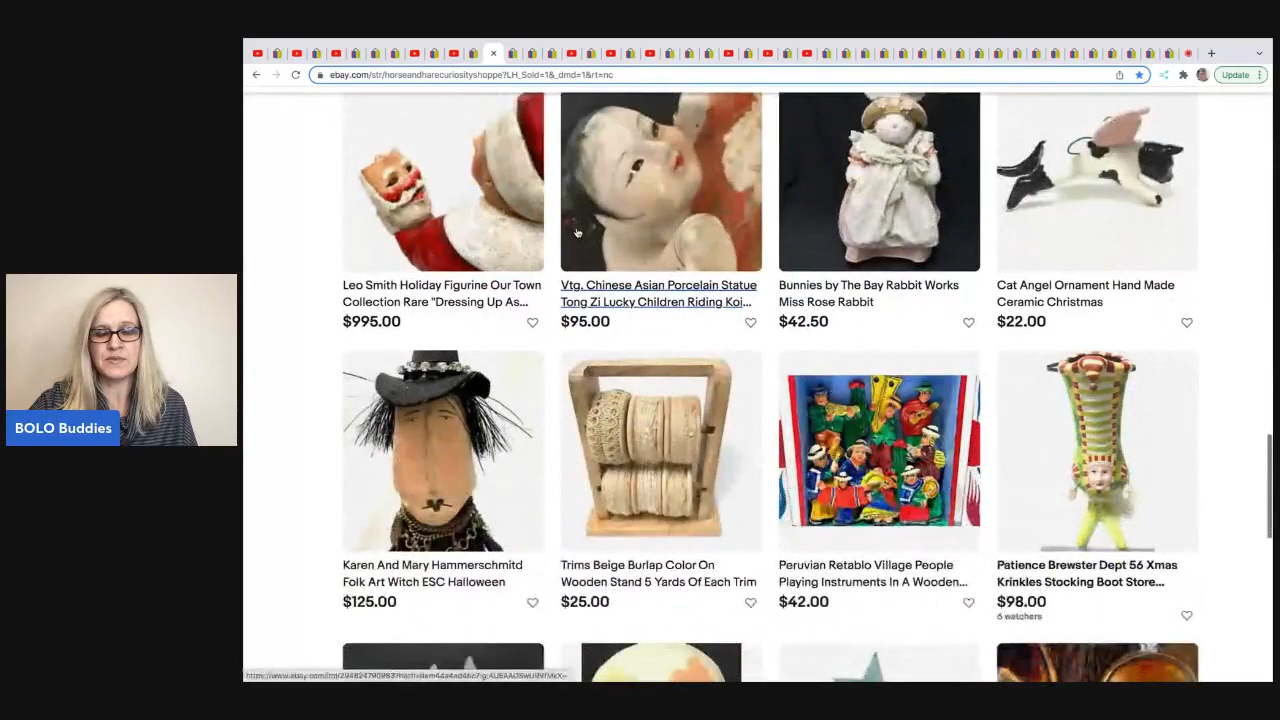 ebay.com/str/horseandharecuriosityshoppe?LH_Sold=1&_dmd=1&rt=nc
Update
Leo Smith Holiday Figurine Our Town
Collection Rare "Dressing Up As...
$995.00
Vtg. Chinese Asian Porcelain Statue
Tong Zi Lucky Children Riding Koi...
$95.00
Bunnies by The Bay Rabbit Works
Miss Rose Rabbit
$42.50
Cat Angel Ornament Hand Made
Ceramic Christmas
$22.00
BOLO Buddies
Karen And Mary Hammerschmitd
Folk Art Witch ESC Halloween
$125.00
Trims Beige Burlap Color On
Wooden Stand 5 Yards Of Each Trim
$25.00
Peruvian Retablo Village People
Playing Instruments In A Wooden...
$42.00
Patience Brewster Dept 56 Xmas
Krinkles Stocking Boot Store...
$98.00
6 watchers